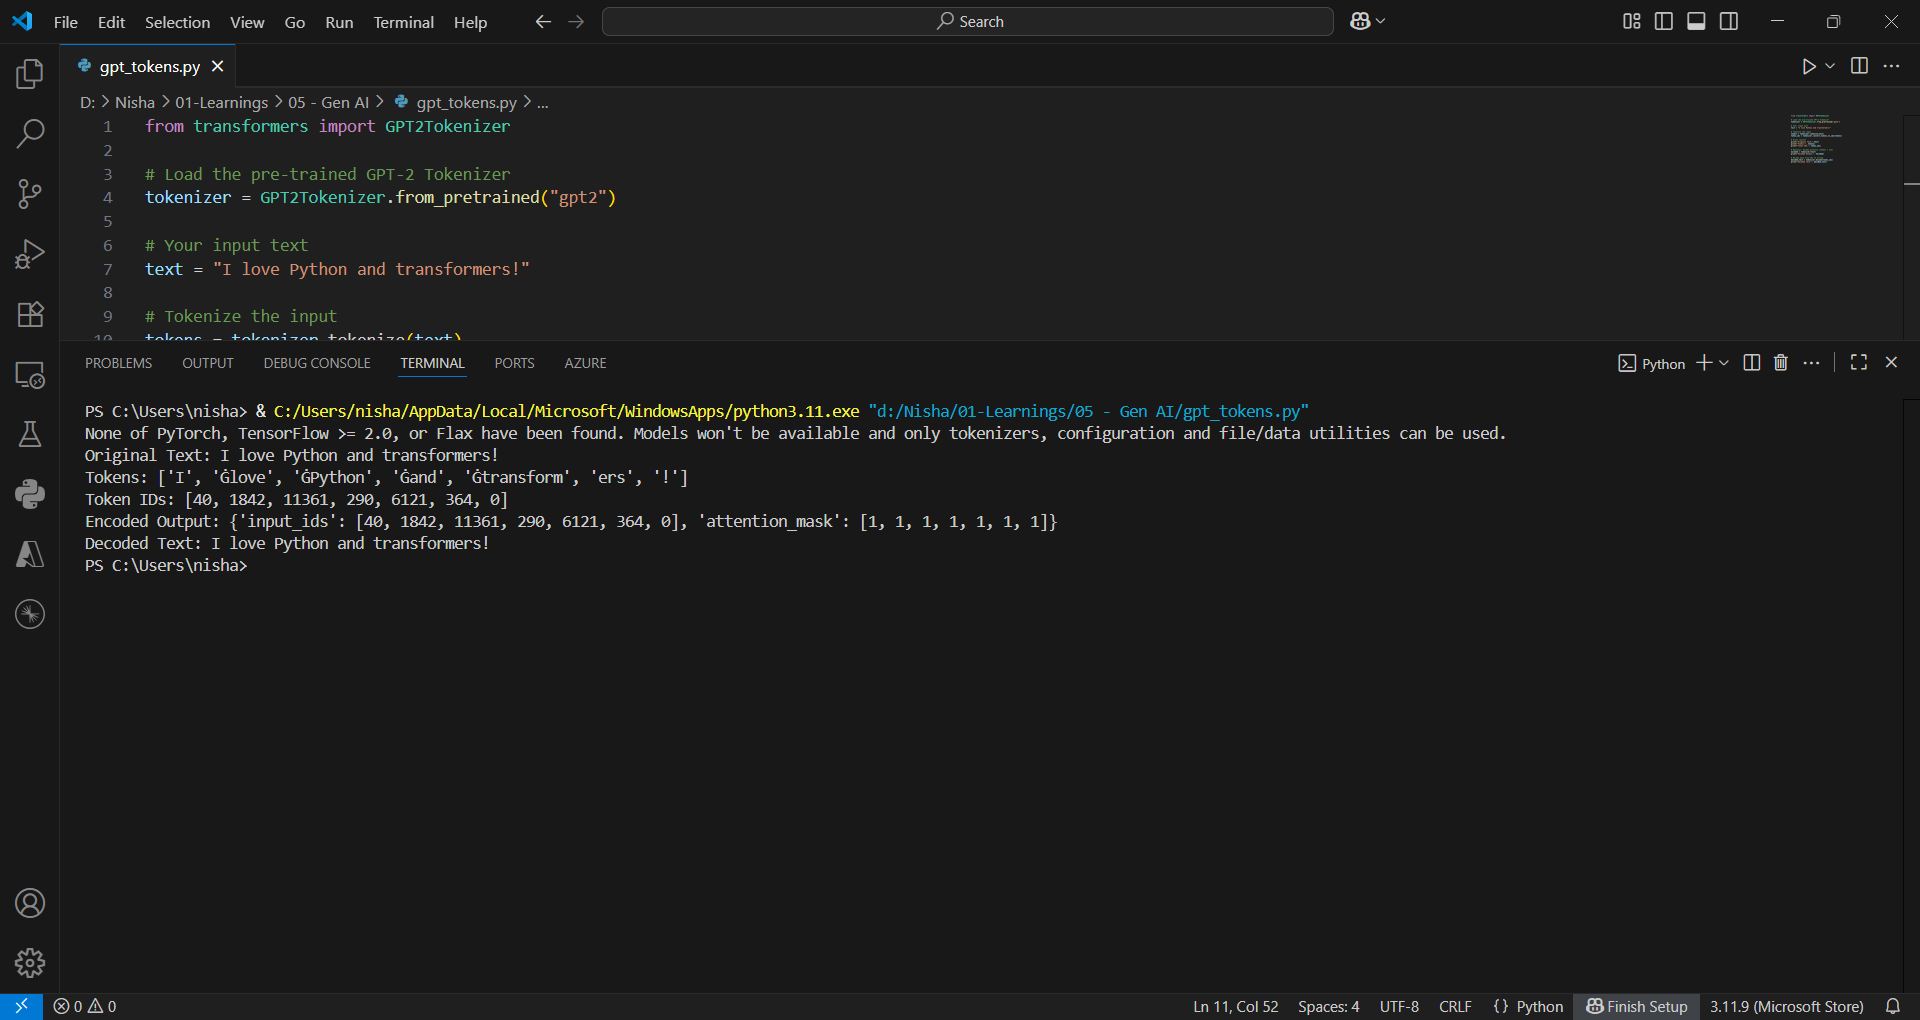 File Edit Selection View Go Run Terminal Help Search
gpt_tokens.py
D: > Nisha > 01-Learnings > 05 - Gen AI > gpt_tokens.py > ...
1 from transformers import GPT2Tokenizer
2
3 # Load the pre-trained GPT-2 Tokenizer
4 tokenizer = GPT2Tokenizer.from_pretrained("gpt2")
5
6 # Your input text
7 text = "I love Python and transformers!"
8
9 # Tokenize the input
10 tokens = tokenizer.tokenize(text)
PROBLEMS OUTPUT DEBUG CONSOLE TERMINAL PORTS AZURE Python
PS C:\Users\nisha> & C:/Users/nisha/AppData/Local/Microsoft/WindowsApps/python3.11.exe "d:/Nisha/01-Learnings/05 - Gen AI/gpt_tokens.py"
None of PyTorch, TensorFlow >= 2.0, or Flax have been found. Models won't be available and only tokenizers, configuration and file/data utilities can be used.
Original Text: I love Python and transformers!
Tokens: ['I', 'Ġlove', 'ĠPython', 'Ġand', 'Ġtransform', 'ers', '!']
Token IDs: [40, 1842, 11361, 290, 6121, 364, 0]
Encoded Output: {'input_ids': [40, 1842, 11361, 290, 6121, 364, 0], 'attention_mask': [1, 1, 1, 1, 1, 1, 1]}
Decoded Text: I love Python and transformers!
PS C:\Users\nisha>
0 0 Ln 11, Col 52 Spaces: 4 UTF-8 CRLF {} Python Finish Setup 3.11.9 (Microsoft Store)